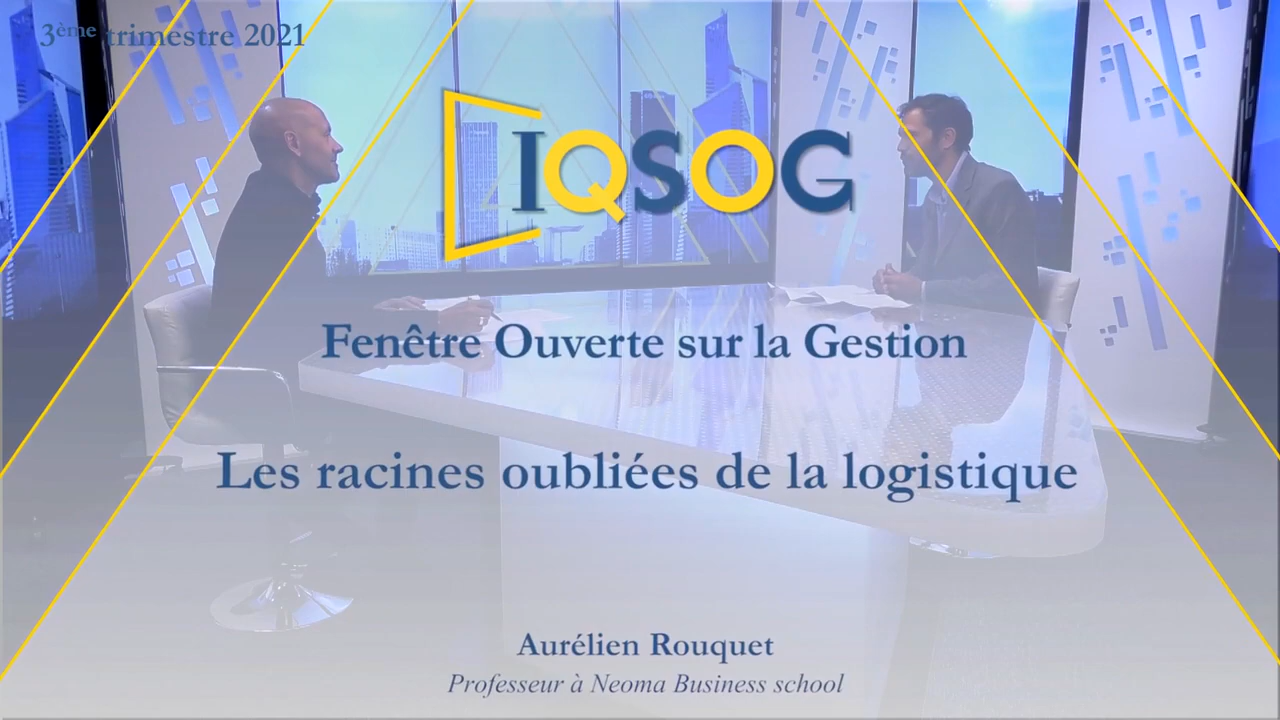 3ème trimestre 2021
IQSOG
Fenêtre Ouverte sur la Gestion
Les racines oubliées de la logistique
Aurélien Rouquet
Professeur à Neoma Business school